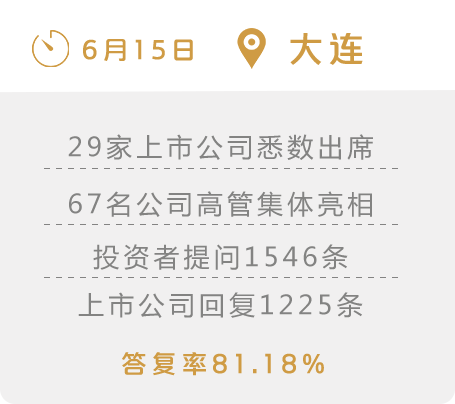 6月15日 大连
29家上市公司悉数出席
67名公司高管集体亮相
投资者提问1546条
上市公司回复1225条
答复率81.18%